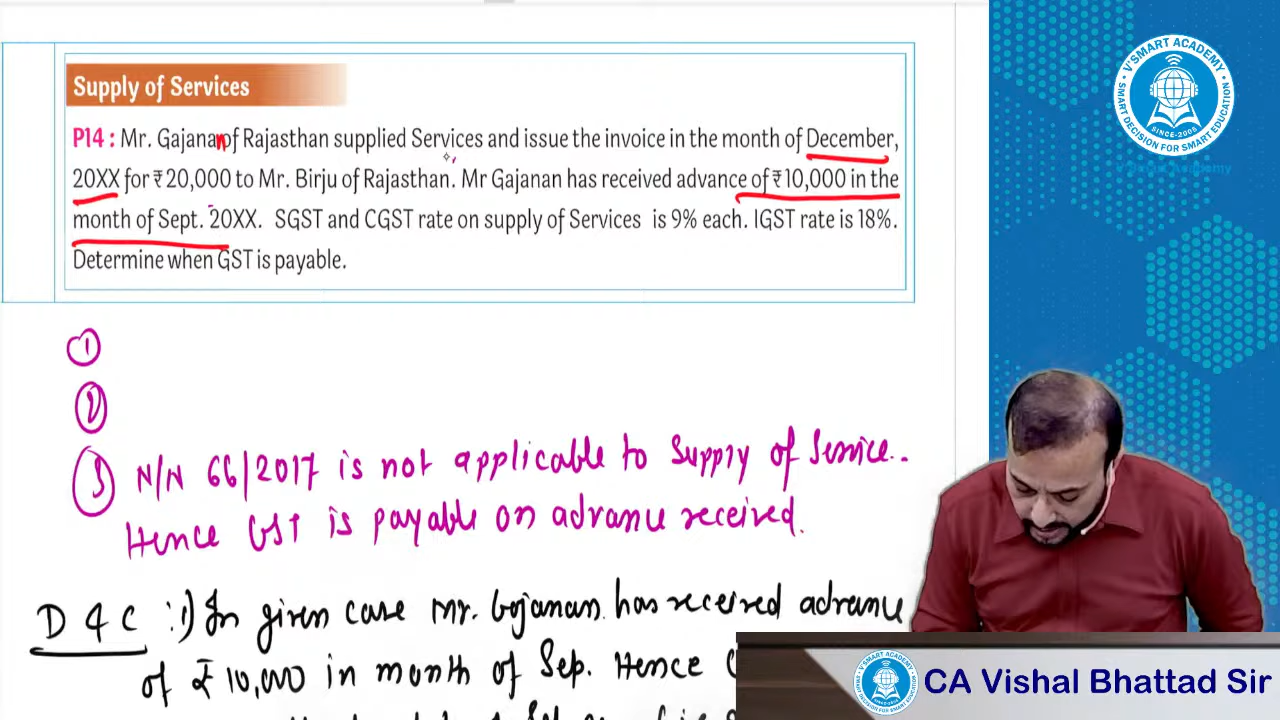 Supply of Services
P14 : Mr. Gajanan of Rajasthan supplied Services and issue the invoice in the month of December,
20XX for ₹ 20,000 to Mr. Birju of Rajasthan. Mr Gajanan has received advance of ₹ 10,000 in the
month of Sept. 20XX. SGST and CGST rate on supply of Services is 9% each. IGST rate is 18%.
Determine when GST is payable.
①
②
③ N/N 66/2017 is not applicable to Supply of Service.
Hence GST is payable on advance received.
D & C :1) In given case Mr. Gajanan has received advance
of ₹ 10,000 in month of Sep. Hence
V'SMART ACADEMY
SMART DECISION FOR SMART EDUCATION
SINCE-2006
V'SMART ACADEMY
CA Vishal Bhattad Sir